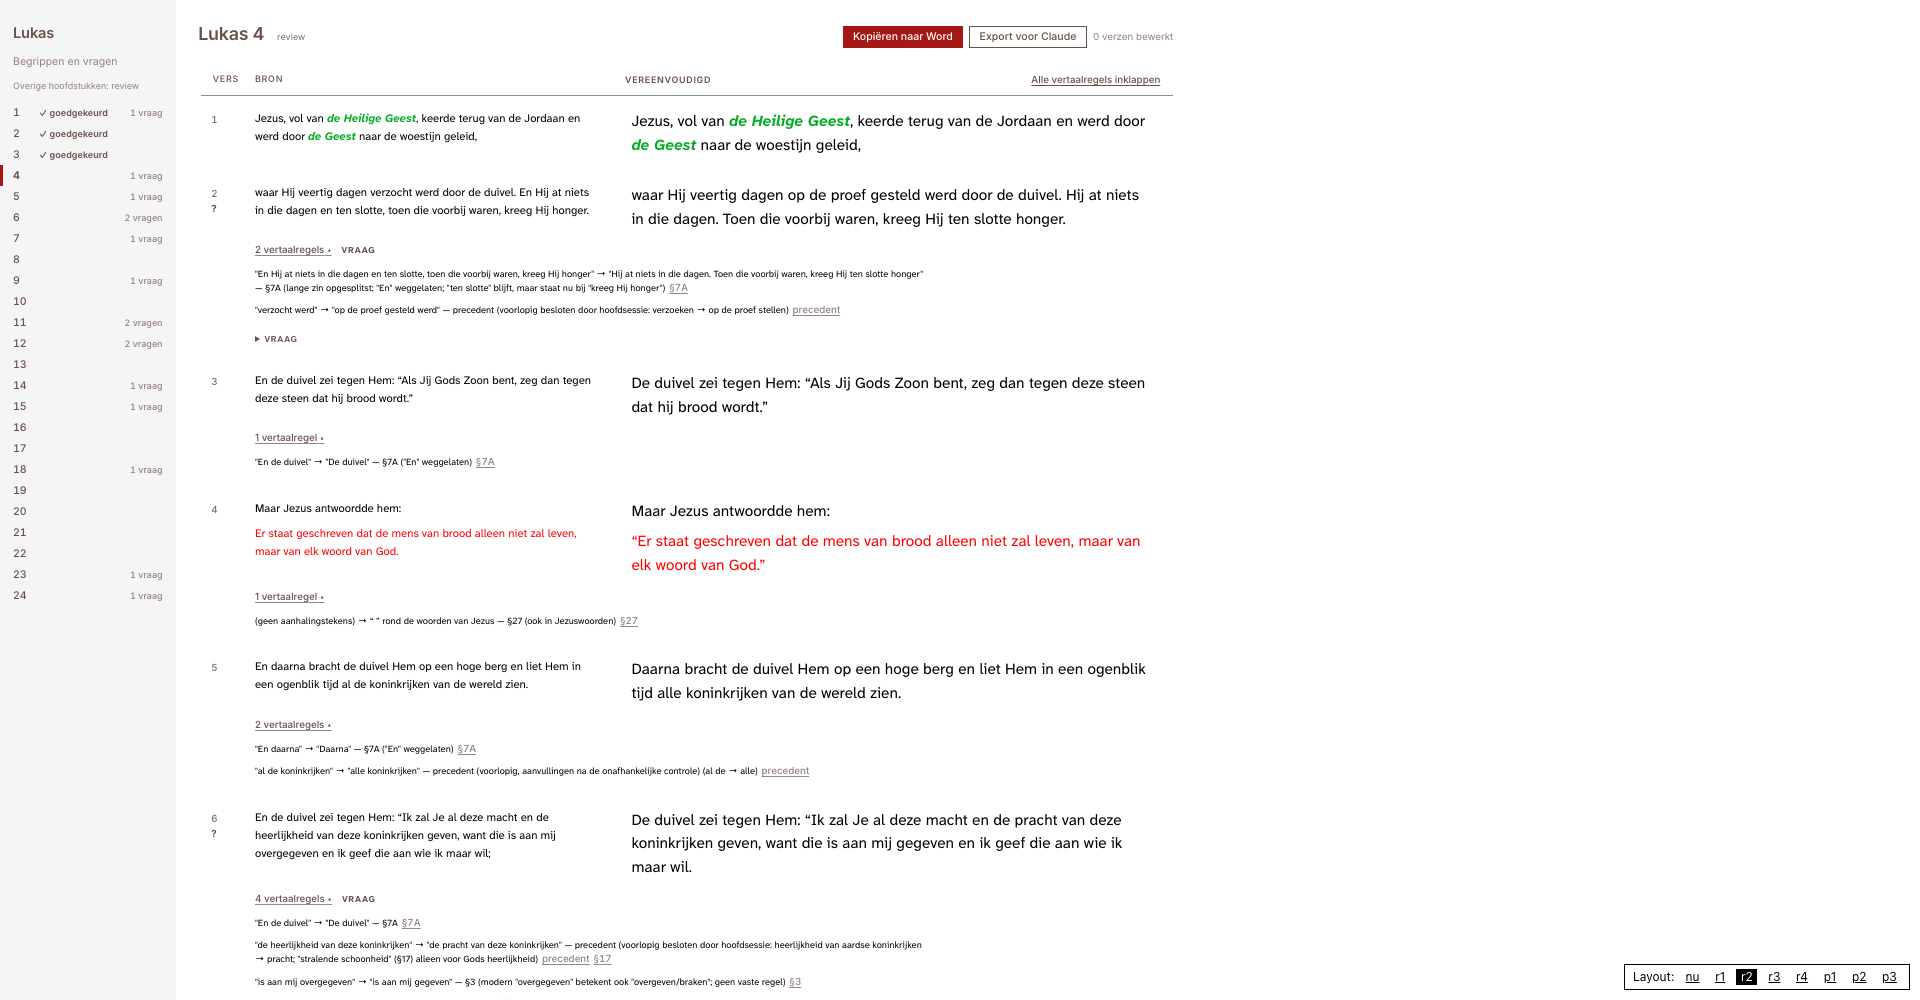 Lukas
Begrippen en vragen
Overige hoofdstukken: review
1 ✓ goedgekeurd 1 vraag
2 ✓ goedgekeurd
3 ✓ goedgekeurd
4 1 vraag
5 1 vraag
6 2 vragen
7 1 vraag
8
9 1 vraag
10
11 2 vragen
12 2 vragen
13
14 1 vraag
15 1 vraag
16
17
18 1 vraag
19
20
21
22
23 1 vraag
24 1 vraag
Lukas 4 review
Kopiëren naar Word Export voor Claude 0 verzen bewerkt
VERS BRON VEREENVOUDIGD Alle vertaalregels inklappen
1
Jezus, vol van de Heilige Geest, keerde terug van de Jordaan en
werd door de Geest naar de woestijn geleid,
Jezus, vol van de Heilige Geest, keerde terug van de Jordaan en werd door
de Geest naar de woestijn geleid,
2
?
waar Hij veertig dagen verzocht werd door de duivel. En Hij at niets
in die dagen en ten slotte, toen die voorbij waren, kreeg Hij honger.
waar Hij veertig dagen op de proef gesteld werd door de duivel. Hij at niets
in die dagen. Toen die voorbij waren, kreeg Hij ten slotte honger.
2 vertaalregels ▴ VRAAG
"En Hij at niets in die dagen en ten slotte, toen die voorbij waren, kreeg Hij honger" → "Hij at niets in die dagen. Toen die voorbij waren, kreeg Hij ten slotte honger"
— §7A (lange zin opgesplitst; "En" weggelaten; "ten slotte" blijft, maar staat nu bij "kreeg Hij honger") §7A
"verzocht werd" → "op de proef gesteld werd" — precedent (voorlopig besloten door hoofdsessie: verzoeken → op de proef stellen) precedent
▶ VRAAG
3
En de duivel zei tegen Hem: “Als Jij Gods Zoon bent, zeg dan tegen
deze steen dat hij brood wordt.”
De duivel zei tegen Hem: “Als Jij Gods Zoon bent, zeg dan tegen deze steen
dat hij brood wordt.”
1 vertaalregel ▴
"En de duivel" → "De duivel" — §7A ("En" weggelaten) §7A
4
Maar Jezus antwoordde hem:
Er staat geschreven dat de mens van brood alleen niet zal leven,
maar van elk woord van God.
Maar Jezus antwoordde hem:
“Er staat geschreven dat de mens van brood alleen niet zal leven, maar van
elk woord van God.”
1 vertaalregel ▴
(geen aanhalingstekens) → “ ” rond de woorden van Jezus — §27 (ook in Jezuswoorden) §27
5
En daarna bracht de duivel Hem op een hoge berg en liet Hem in
een ogenblik tijd al de koninkrijken van de wereld zien.
Daarna bracht de duivel Hem op een hoge berg en liet Hem in een ogenblik
tijd alle koninkrijken van de wereld zien.
2 vertaalregels ▴
"En daarna" → "Daarna" — §7A ("En" weggelaten) §7A
"al de koninkrijken" → "alle koninkrijken" — precedent (voorlopig, aanvullingen na de onafhankelijke controle) (al de → alle) precedent
6
?
En de duivel zei tegen Hem: “Ik zal Je al deze macht en de
heerlijkheid van deze koninkrijken geven, want die is aan mij
overgegeven en ik geef die aan wie ik maar wil;
De duivel zei tegen Hem: “Ik zal Je al deze macht en de pracht van deze
koninkrijken geven, want die is aan mij gegeven en ik geef die aan wie ik
maar wil.
4 vertaalregels ▴ VRAAG
"En de duivel" → "De duivel" — §7A §7A
"de heerlijkheid van deze koninkrijken" → "de pracht van deze koninkrijken" — precedent (voorlopig besloten door hoofdsessie: heerlijkheid van aardse koninkrijken
→ pracht; "stralende schoonheid" (§17) alleen voor Gods heerlijkheid) precedent §17
"is aan mij overgegeven" → "is aan mij gegeven" — §3 (modern "overgegeven" betekent ook "overgeven/braken"; geen vaste regel) §3
Layout: nu r1 r2 r3 r4 p1 p2 p3